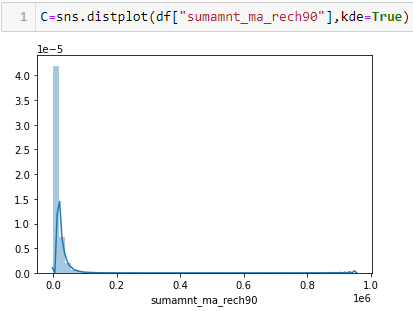 1 C=sns.distplot(df["sumamnt_ma_rech90"],kde=True)
1e−5
4.0
3.5
3.0
2.5
2.0
1.5
1.0
0.5
0.0
0.0 0.2 0.4 0.6 0.8 1.0
1e6
sumamnt_ma_rech90